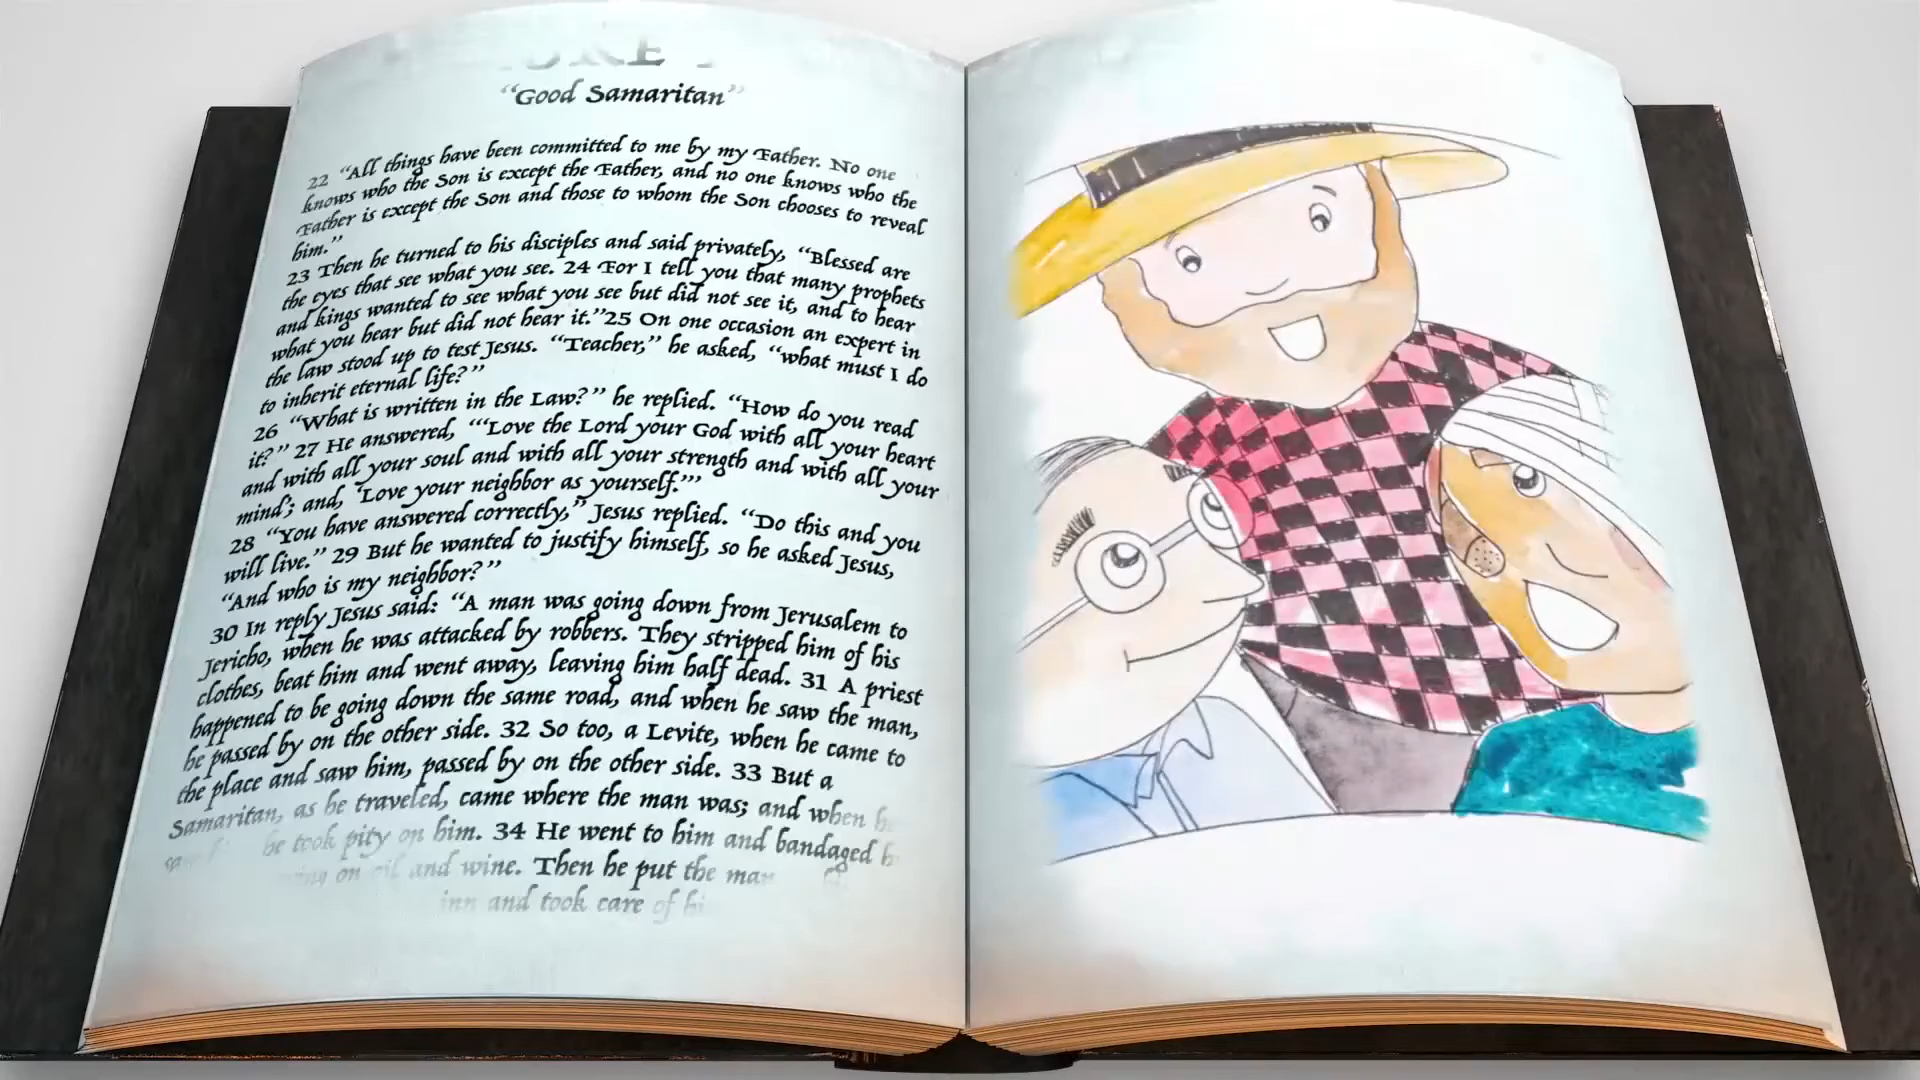 “Good Samaritan”
22 “All things have been committed to me by my Father. No one
knows who the Son is except the Father, and no one knows who the
Father is except the Son and those to whom the Son chooses to reveal
him.”
23 Then he turned to his disciples and said privately, “Blessed are
the eyes that see what you see. 24 For I tell you that many prophets
and kings wanted to see what you see but did not see it, and to hear
what you hear but did not hear it.”25 On one occasion an expert in
the law stood up to test Jesus. “Teacher,” he asked, “what must I do
to inherit eternal life?”
26 “What is written in the Law?” he replied. “How do you read
it?” 27 He answered, “‘Love the Lord your God with all your heart
and with all your soul and with all your strength and with all your
mind’; and, ‘Love your neighbor as yourself.’”
28 “You have answered correctly,” Jesus replied. “Do this and you
will live.” 29 But he wanted to justify himself, so he asked Jesus,
“And who is my neighbor?”
30 In reply Jesus said: “A man was going down from Jerusalem to
Jericho, when he was attacked by robbers. They stripped him of his
clothes, beat him and went away, leaving him half dead. 31 A priest
happened to be going down the same road, and when he saw the man,
he passed by on the other side. 32 So too, a Levite, when he came to
the place and saw him, passed by on the other side. 33 But a
Samaritan, as he traveled, came where the man was; and when
he took pity on him. 34 He went to him and bandaged
on oil and wine. Then he put the man
inn and took care of